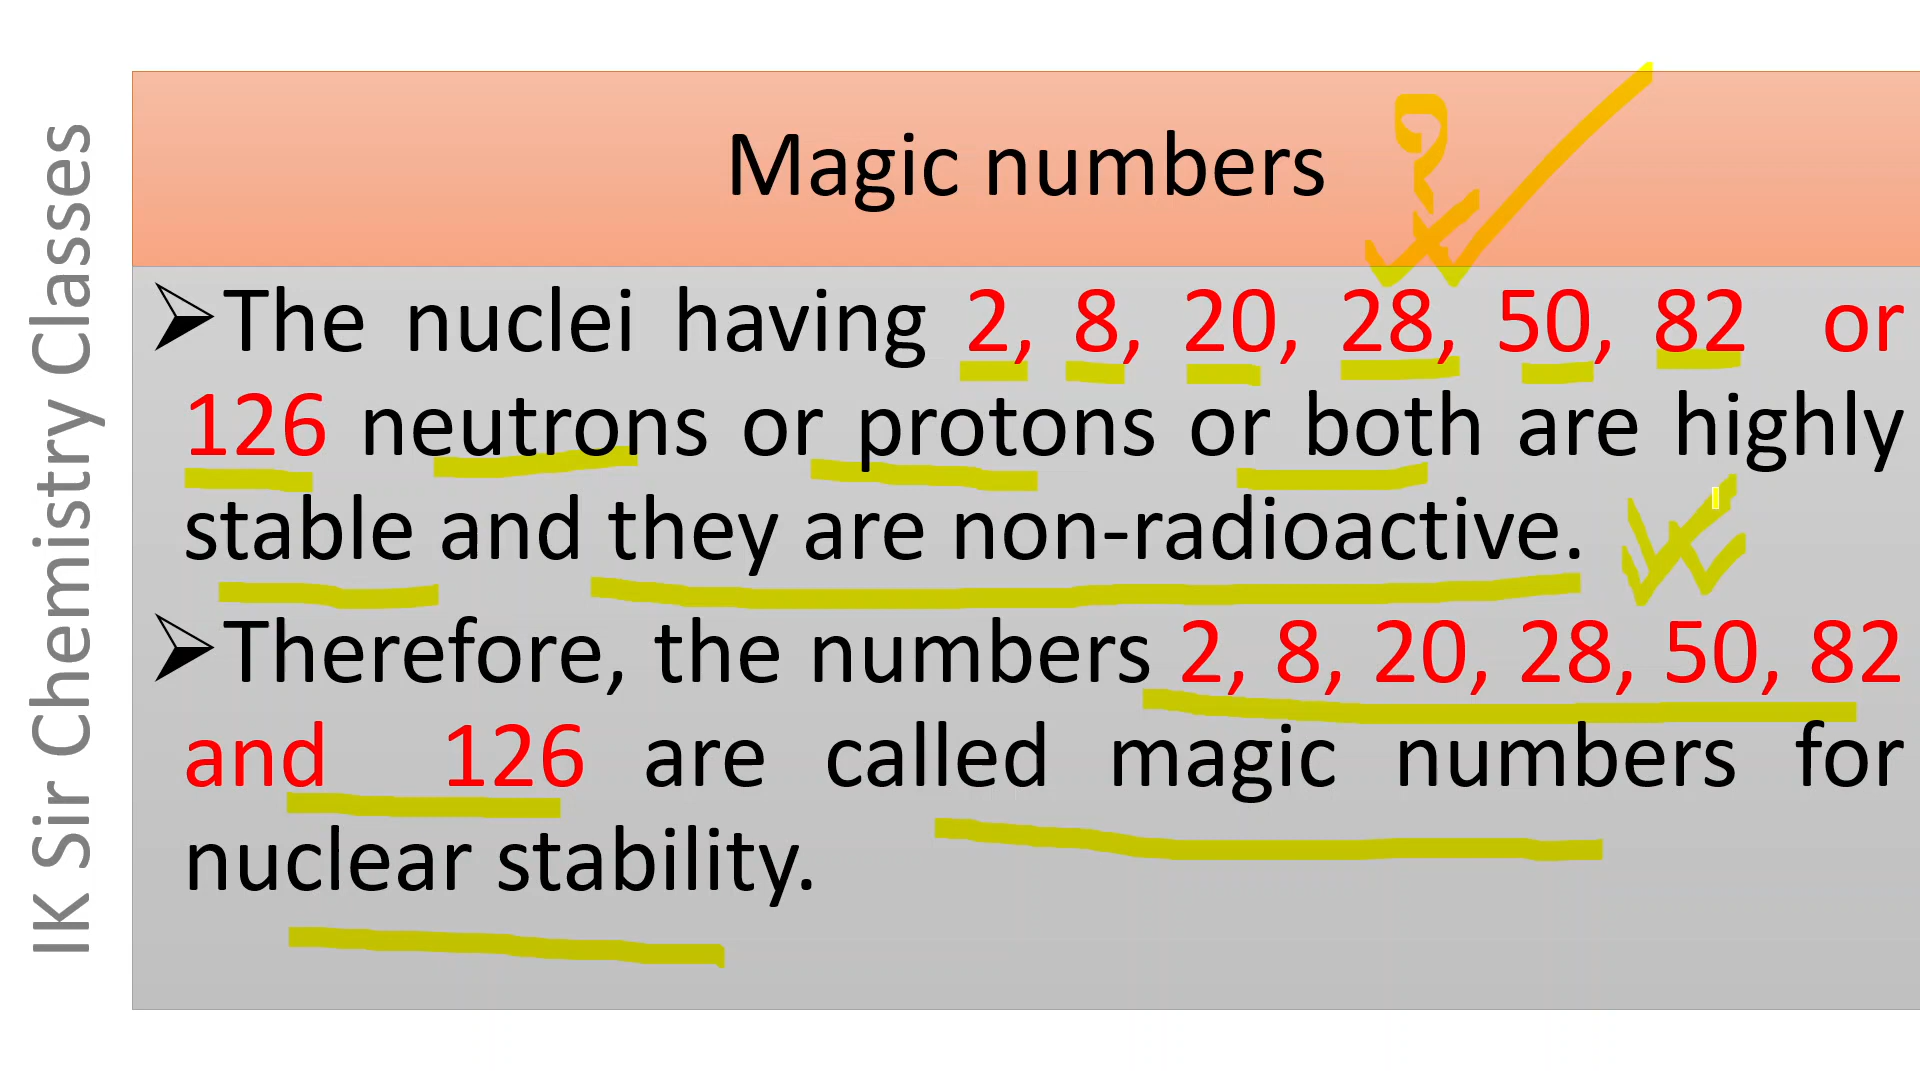 IK Sir Chemistry Classes
Magic numbers
➢The nuclei having 2, 8, 20, 28, 50, 82 or
126 neutrons or protons or both are highly
stable and they are non-radioactive.
➢Therefore, the numbers 2, 8, 20, 28, 50, 82
and 126 are called magic numbers for
nuclear stability.